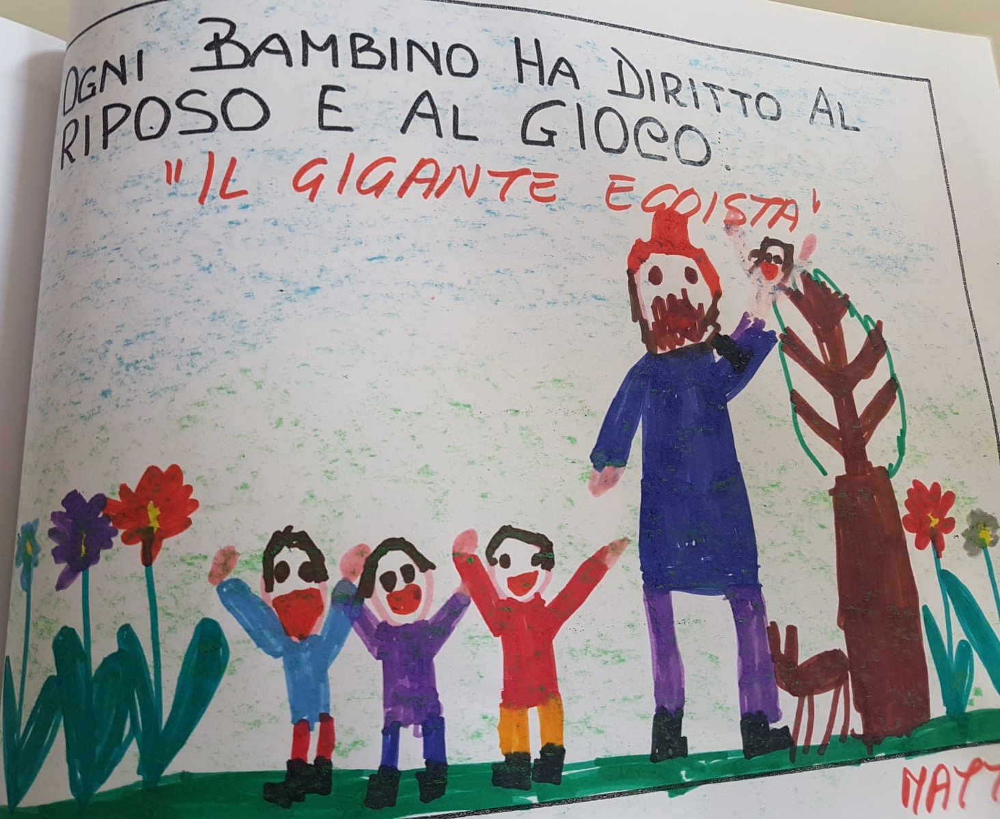 OGNI BAMBINO HA DIRITTO AL
RIPOSO E AL GIOCO:
"IL GIGANTE EGOISTA"